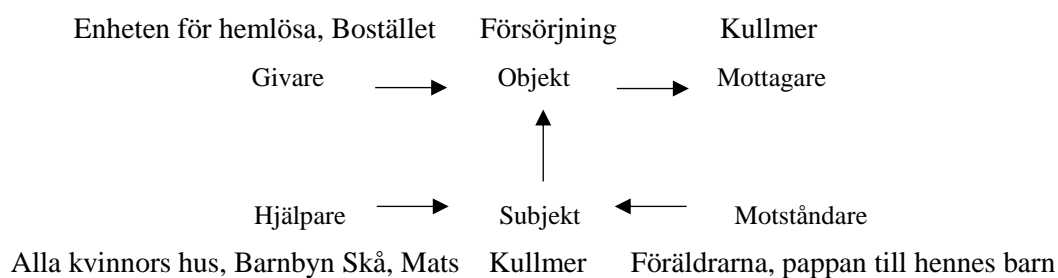 Enheten för hemlösa, Bostället Försörjning Kullmer
Givare Objekt Mottagare
Hjälpare Subjekt Motståndare
Alla kvinnors hus, Barnbyn Skå, Mats Kullmer Föräldrarna, pappan till hennes barn